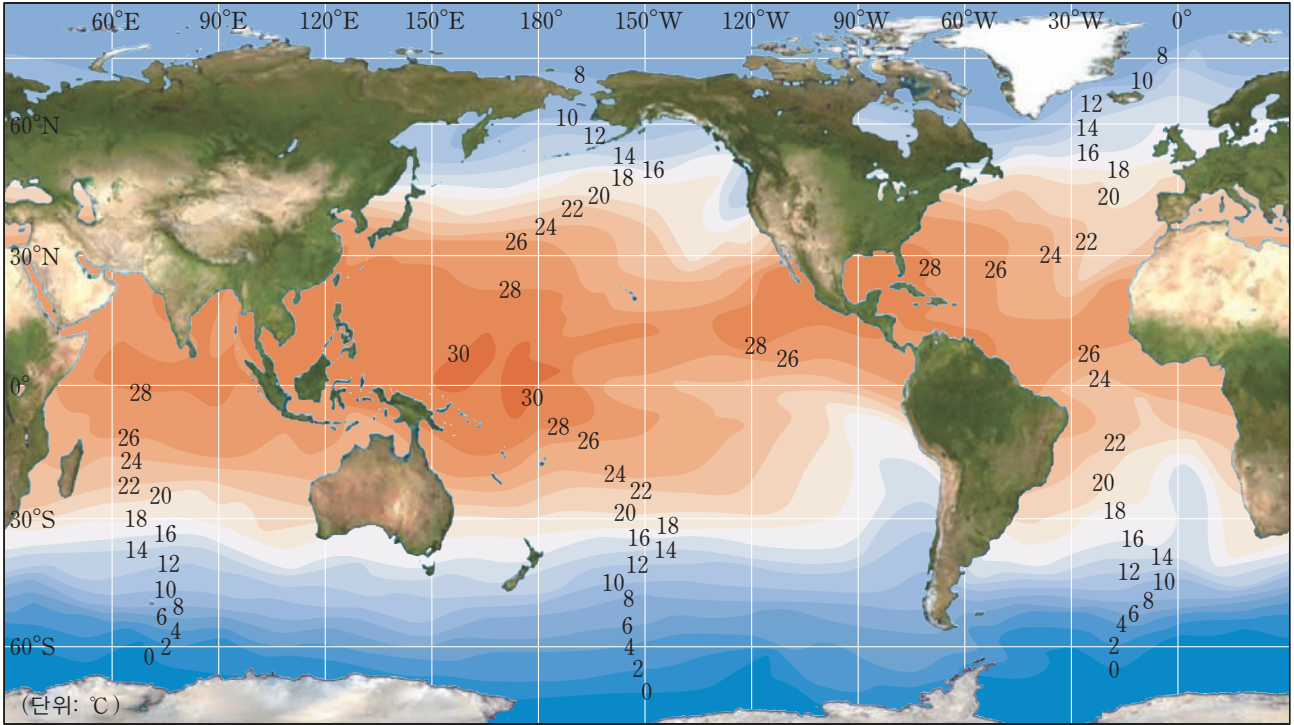 60°E 90°E 120°E 150°E 180° 150°W 120°W 90°W 60°W 30°W 0°
8 8
10 10
12 12
60°N
14 14
16 16
18 18
20 20
22 22
24 24
26 26
30°N
28 28
28
30 28 26 26
0°
28 30 24
28
26 26 22
24 24
22 22 20
20 20 18
30°S
18 18
16 16 16
14 14 14
12 12 12
10 10 10
8 8 8
6 6 6
4 4 4
60°S
2 2 2
0 0 0
(단위: ℃)